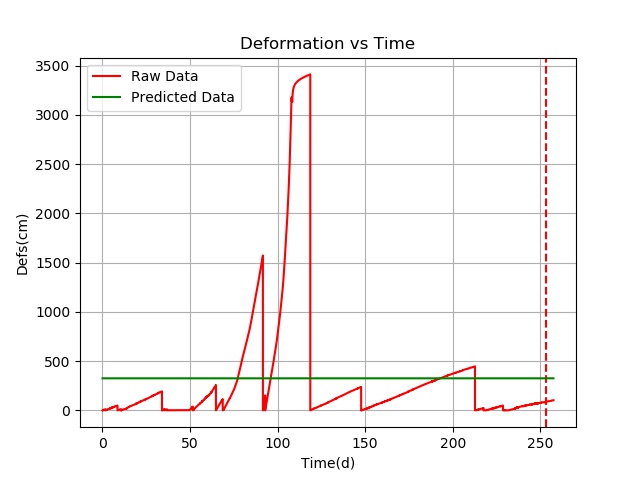 Deformation vs Time
Raw Data
Predicted Data
3500
3000
2500
2000
1500
1000
500
0
Defs(cm)
0 50 100 150 200 250
Time(d)